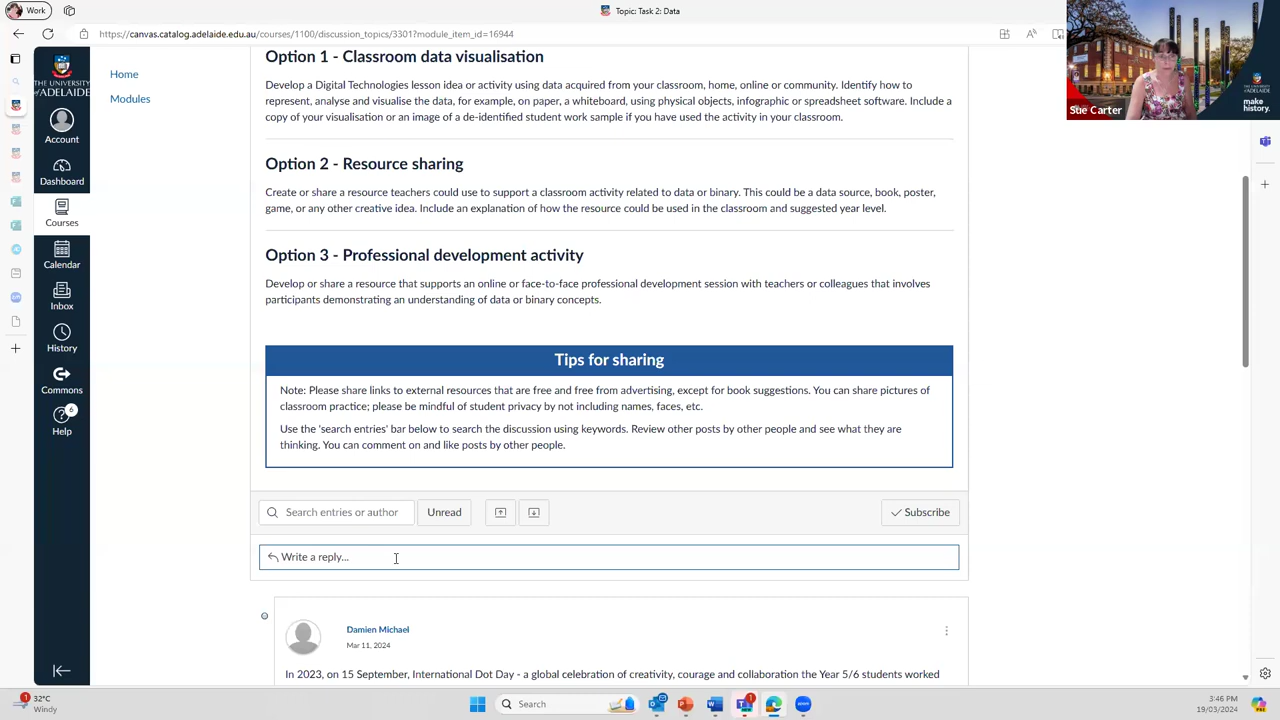 Work
Topic: Task 2: Data
https://canvas.catalog.adelaide.edu.au/courses/1100/discussion_topics/3301?module_item_id=16944
THE UNIVERSITY
of ADELAIDE
Account
Dashboard
Courses
Calendar
Inbox
History
Commons
6
Help
Home
Modules
Option 1 - Classroom data visualisation
Develop a Digital Technologies lesson idea or activity using data acquired from your classroom, home, online or community. Identify how to
represent, analyse and visualise the data, for example, on paper, a whiteboard, using physical objects, infographic or spreadsheet software. Include a
copy of your visualisation or an image of a de-identified student work sample if you have used the activity in your classroom.
Option 2 - Resource sharing
Create or share a resource teachers could use to support a classroom activity related to data or binary. This could be a data source, book, poster,
game, or any other creative idea. Include an explanation of how the resource could be used in the classroom and suggested year level.
Option 3 - Professional development activity
Develop or share a resource that supports an online or face-to-face professional development session with teachers or colleagues that involves
participants demonstrating an understanding of data or binary concepts.
Tips for sharing
Note: Please share links to external resources that are free and free from advertising, except for book suggestions. You can share pictures of
classroom practice; please be mindful of student privacy by not including names, faces, etc.
Use the 'search entries' bar below to search the discussion using keywords. Review other posts by other people and see what they are
thinking. You can comment on and like posts by other people.
Search entries or author
Unread
Subscribe
Write a reply...
Damien Michael
Mar 11, 2024
In 2023, on 15 September, International Dot Day - a global celebration of creativity, courage and collaboration the Year 5/6 students worked
Sue Carter
make
history.
1
32°C
Windy
Search
1
3:46 PM
19/03/2024